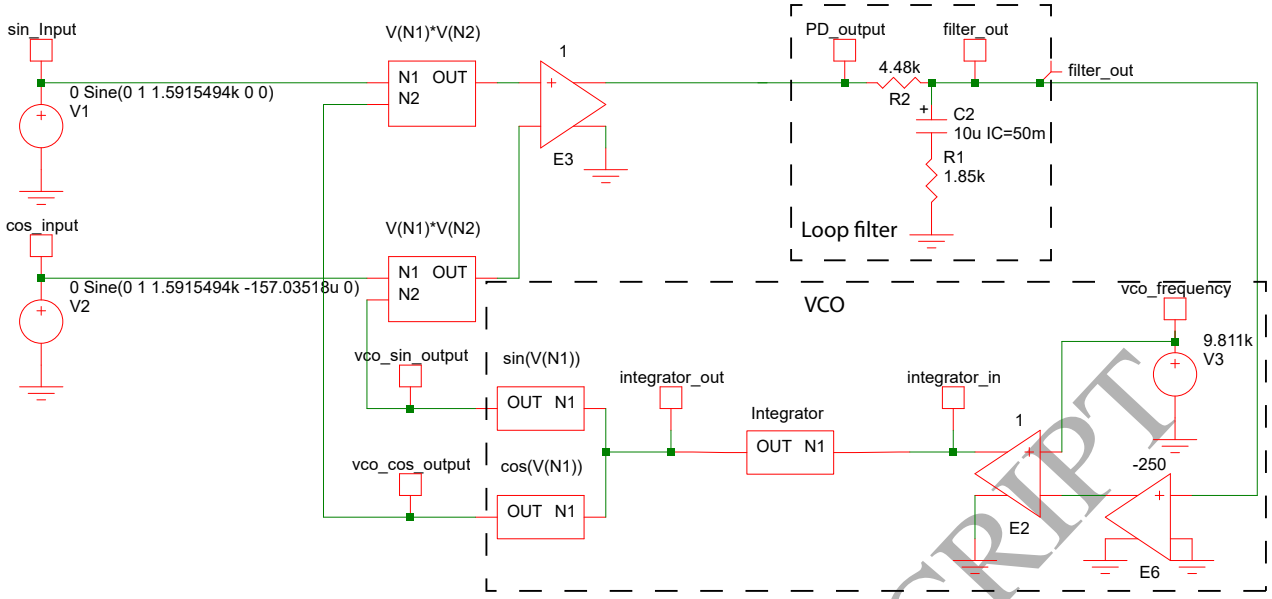 sin_Input
0 Sine(0 1 1.5915494k 0 0)
V1
V(N1)*V(N2)
N1 OUT
N2
1
+
E3
PD_output
filter_out
4.48k
R2
filter_out
+
C2
10u IC=50m
R1
1.85k
Loop filter
cos_input
0 Sine(0 1 1.5915494k -157.03518u 0)
V2
V(N1)*V(N2)
N1 OUT
N2
VCO
vco_frequency
9.811k
V3
vco_sin_output
sin(V(N1))
OUT N1
integrator_out
Integrator
OUT N1
integrator_in
1
+
E2
-250
+
E6
vco_cos_output
cos(V(N1))
OUT N1
CRIPT